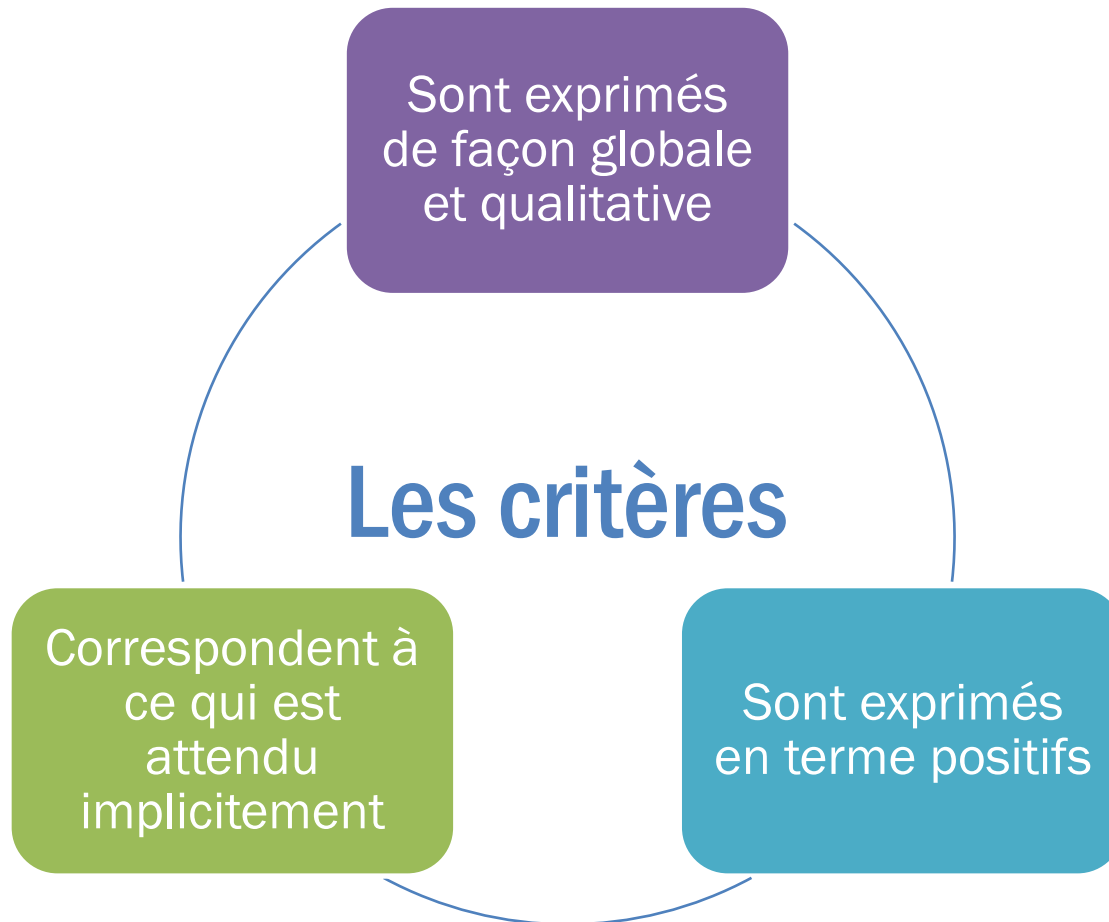 Sont exprimés
de façon globale
et qualitative
Les critères
Correspondent à
ce qui est
attendu
implicitement
Sont exprimés
en terme positifs